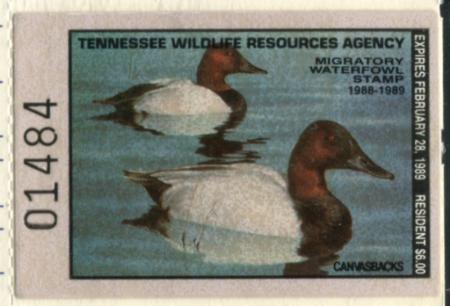 01484
TENNESSEE WILDLIFE RESOURCES AGENCY
MIGRATORY
WATERFOWL
STAMP
1988-1989
EXPIRES FEBRUARY 28, 1989 RESIDENT $6.00
CANVASBACKS